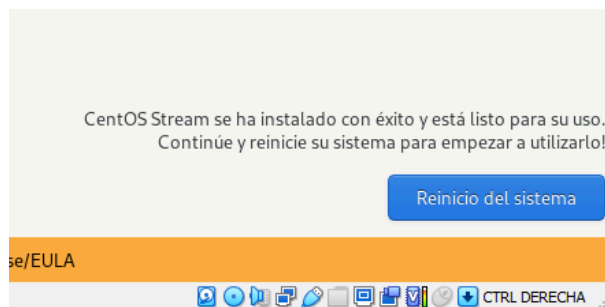 CentOS Stream se ha instalado con éxito y está listo para su uso.
Continúe y reinicie su sistema para empezar a utilizarlo!
Reinicio del sistema
se/EULA
CTRL DERECHA